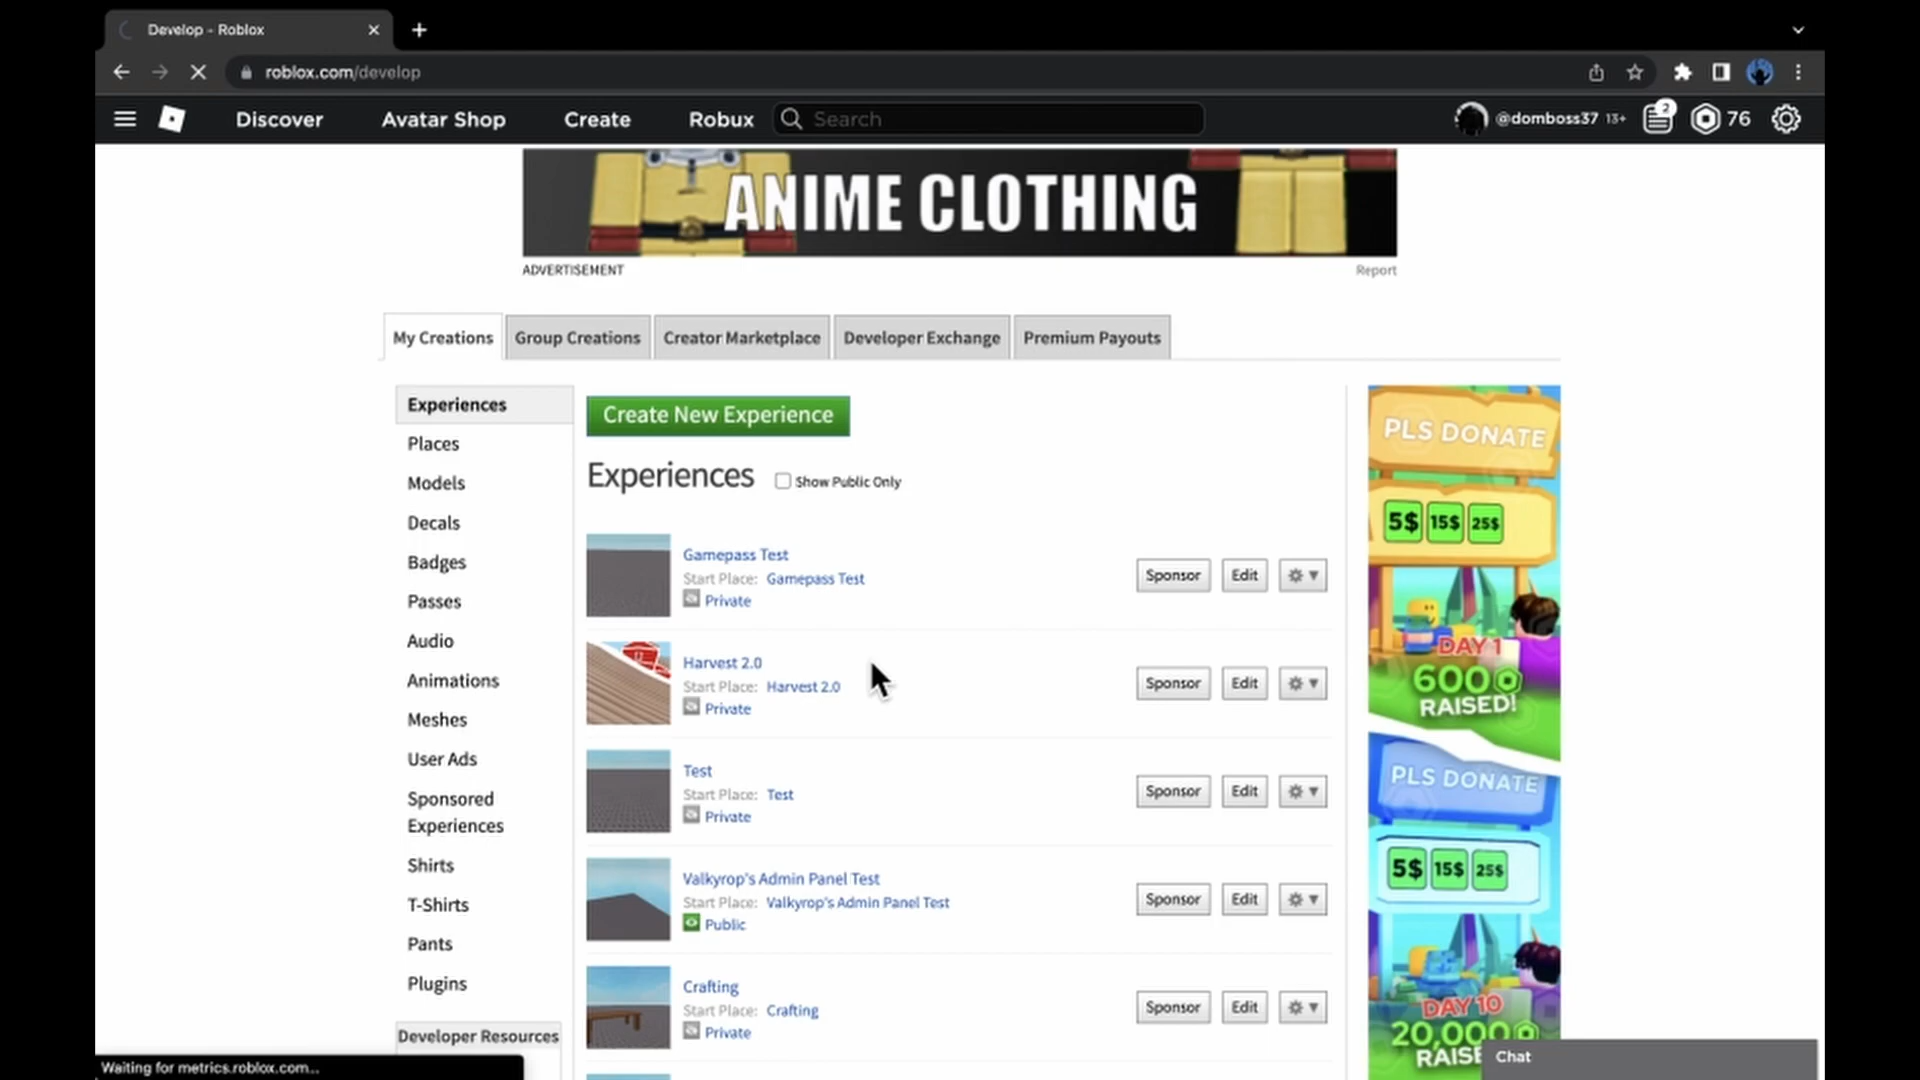 Develop - Roblox
roblox.com/develop
Discover
Avatar Shop
Create
Robux
Search
@domboss37 13+
2
76
ANIME CLOTHING
ADVERTISEMENT
Report
My Creations
Group Creations
Creator Marketplace
Developer Exchange
Premium Payouts
Experiences
Places
Models
Decals
Badges
Passes
Audio
Animations
Meshes
User Ads
Sponsored
Experiences
Shirts
T-Shirts
Pants
Plugins
Developer Resources
Create New Experience
Experiences
Show Public Only
Gamepass Test
Start Place: Gamepass Test
Private
Sponsor
Edit
Harvest 2.0
Start Place: Harvest 2.0
Private
Sponsor
Edit
Test
Start Place: Test
Private
Sponsor
Edit
Valkyrop's Admin Panel Test
Start Place: Valkyrop's Admin Panel Test
Public
Sponsor
Edit
Crafting
Start Place: Crafting
Private
Sponsor
Edit
PLS DONATE
5$ 15$ 25$
DAY 1
600
RAISED!
PLS DONATE
5$ 15$ 25$
DAY 10
20,000
RAISE
Chat
Waiting for metrics.roblox.com...